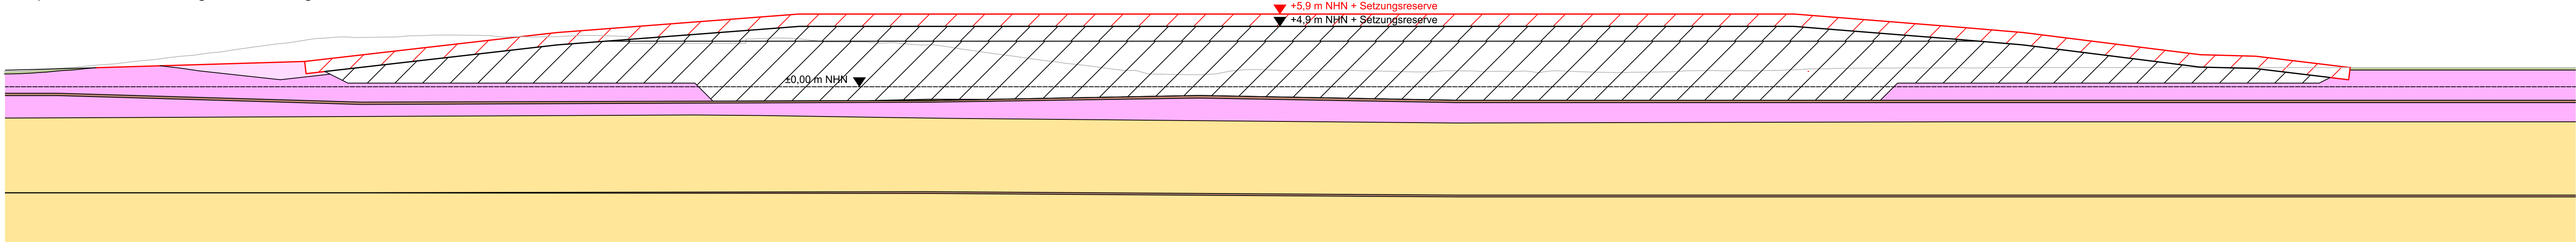 +5,9 m NHN + Setzungsreserve
+4,9 m NHN + Setzungsreserve
±0,00 m NHN